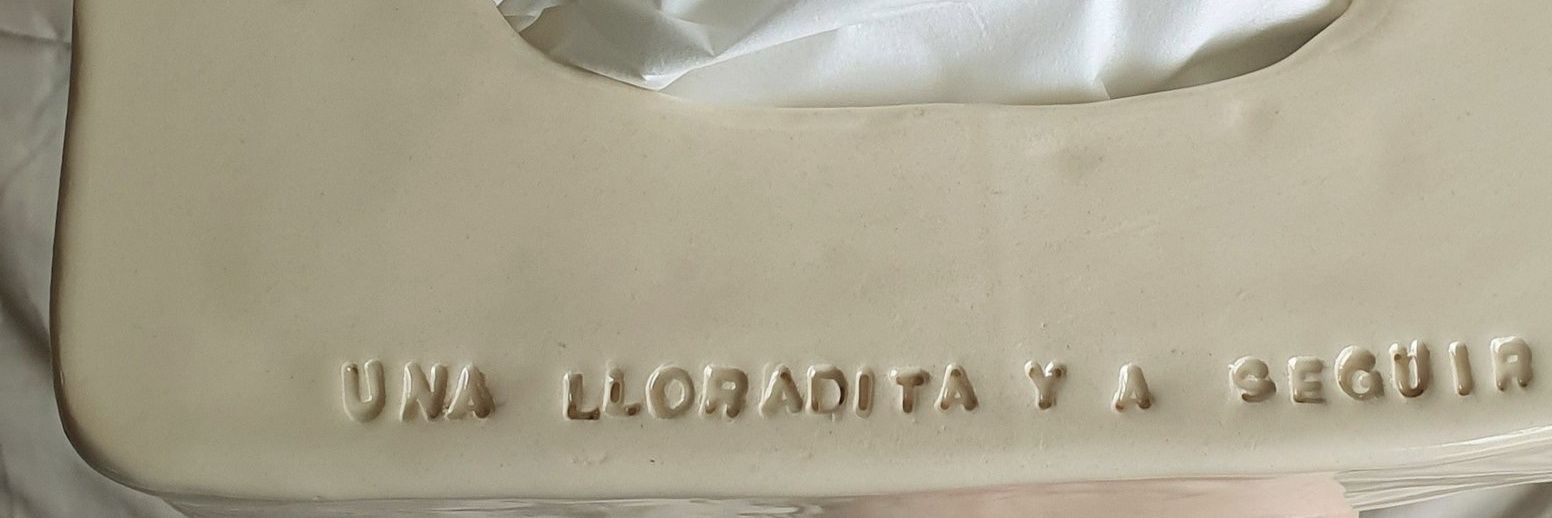 UNA LLORADITA Y A SEGUIR